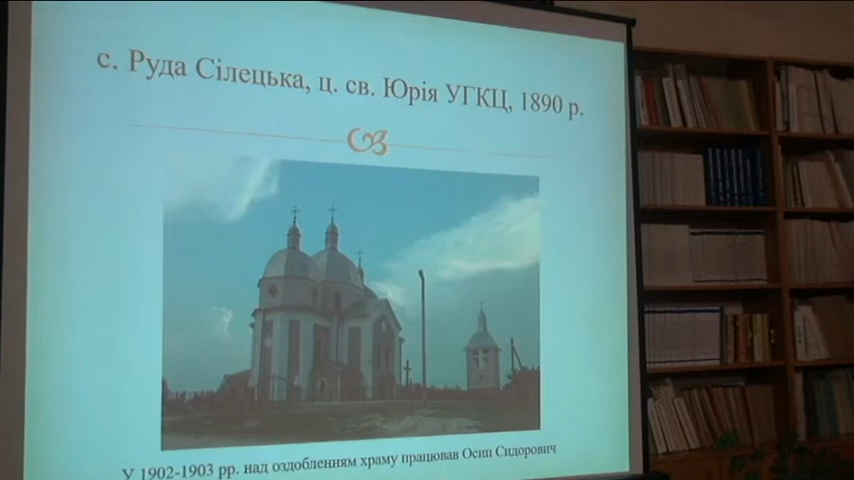 с. Руда Сілецька, ц. св. Юрія УГКЦ, 1890 р.
У 1902-1903 рр. над оздобленням храму працював Осип Сидорович